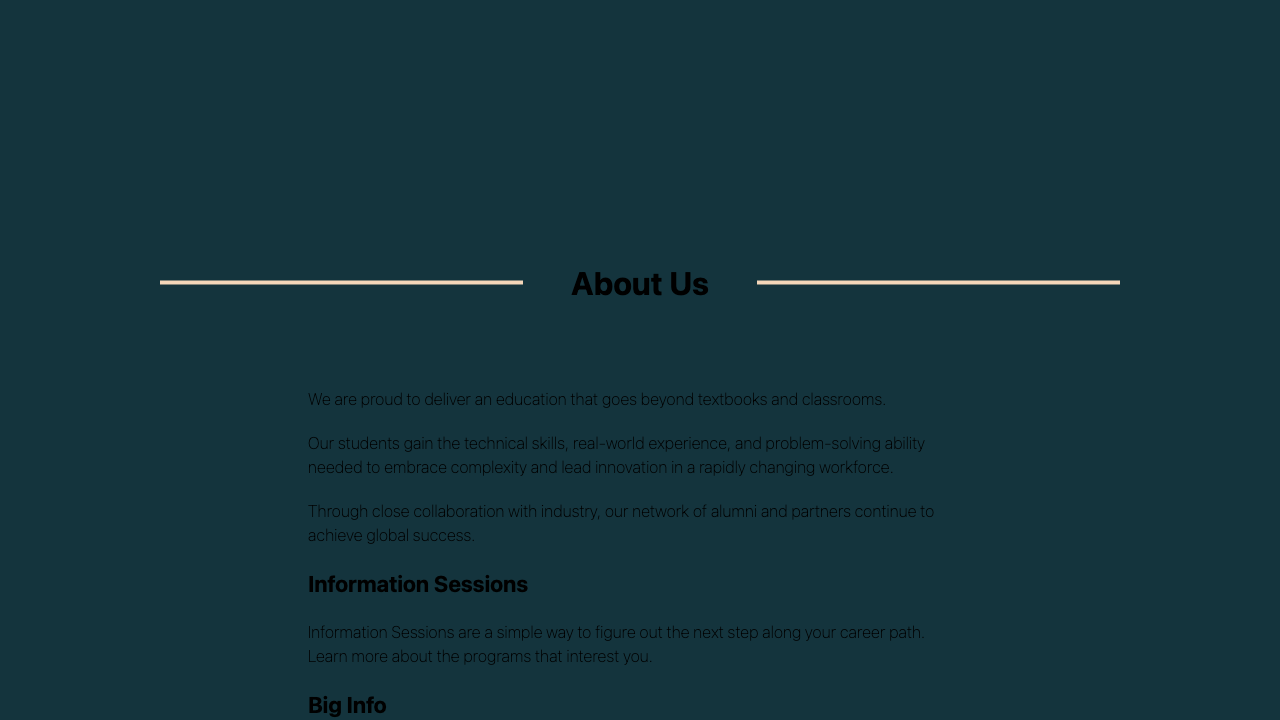 About Us
We are proud to deliver an education that goes beyond textbooks and classrooms.
Our students gain the technical skills, real-world experience, and problem-solving ability
needed to embrace complexity and lead innovation in a rapidly changing workforce.
Through close collaboration with industry, our network of alumni and partners continue to
achieve global success.
Information Sessions
Information Sessions are a simple way to figure out the next step along your career path.
Learn more about the programs that interest you.
Big Info